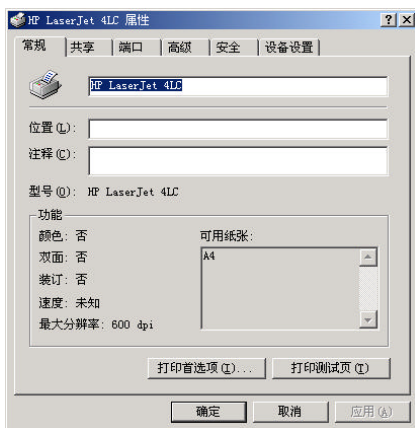 HP LaserJet 4LC 属性
常规 共享 端口 高级 安全 设备设置
HP LaserJet 4LC
位置(L):
注释(C):
型号(O): HP LaserJet 4LC
功能
颜色: 否 可用纸张:
双面: 否 A4
装订: 否
速度: 未知
最大分辨率: 600 dpi
打印首选项(I)... 打印测试页(T)
确定 取消 应用(A)